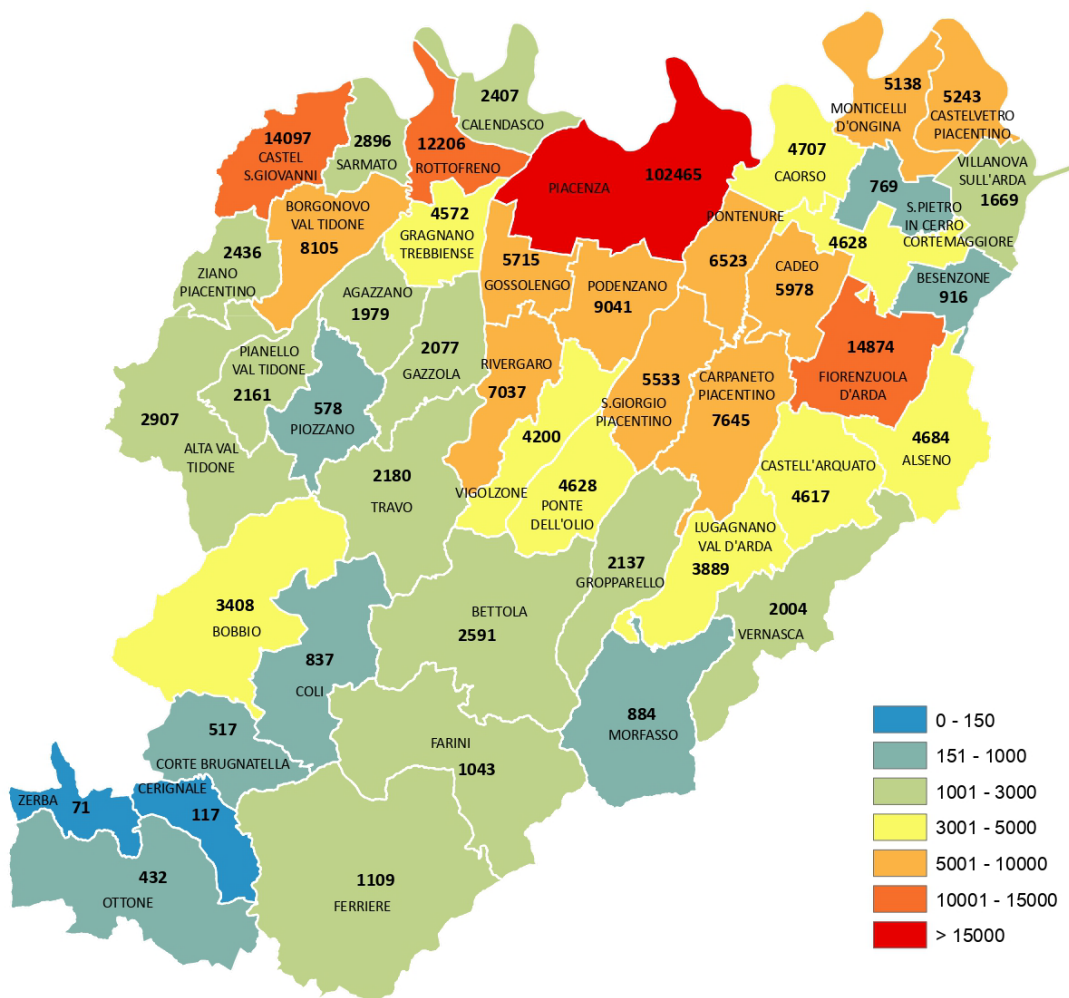 5138
MONTICELLI
D'ONGINA
5243
CASTELVETRO
PIACENTINO
2407
CALENDASCO
14097
CASTEL
S.GIOVANNI
2896
SARMATO
12206
ROTTOFRENO
PIACENZA
102465
4707
CAORSO
VILLANOVA
SULL'ARDA
1669
769
S.PIETRO
IN CERRO
BORGONOVO
VAL TIDONE
8105
4572
GRAGNANO
TREBBIENSE
PONTENURE
6523
4628
CORTEMAGGIORE
2436
ZIANO
PIACENTINO
5715
GOSSOLENGO
PODENZANO
9041
CADEO
5978
BESENZONE
916
AGAZZANO
1979
2077
GAZZOLA
PIANELLO
VAL TIDONE
2161
RIVERGARO
7037
5533
S.GIORGIO
PIACENTINO
CARPANETO
PIACENTINO
7645
14874
FIORENZUOLA
D'ARDA
578
PIOZZANO
2907
ALTA VAL
TIDONE
4200
VIGOLZONE
4684
ALSENO
2180
TRAVO
4628
PONTE
DELL'OLIO
CASTELL'ARQUATO
4617
LUGAGNANO
VAL D'ARDA
3889
2137
GROPPARELLO
3408
BOBBIO
BETTOLA
2591
2004
VERNASCA
837
COLI
517
CORTE BRUGNATELLA
FARINI
1043
884
MORFASSO
ZERBA
71
CERIGNALE
117
432
OTTONE
1109
FERRIERE
0 - 150
151 - 1000
1001 - 3000
3001 - 5000
5001 - 10000
10001 - 15000
> 15000